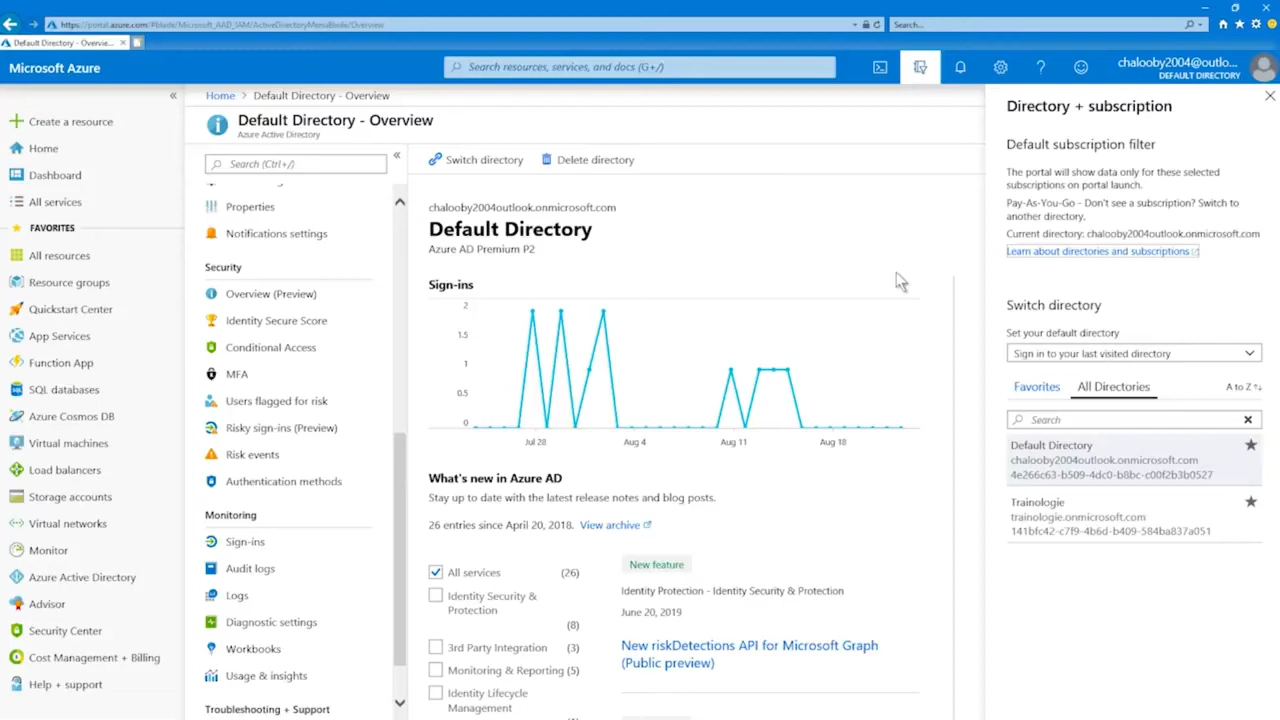 https://portal.azure.com/#blade/Microsoft_AAD_IAM/ActiveDirectoryMenuBlade/Overview
Search...
Default Directory - Overvie...
Microsoft Azure
Search resources, services, and docs (G+/)
chalooby2004@outlo...
DEFAULT DIRECTORY
Create a resource
Home
Dashboard
All services
FAVORITES
All resources
Resource groups
Quickstart Center
App Services
Function App
SQL databases
Azure Cosmos DB
Virtual machines
Load balancers
Storage accounts
Virtual networks
Monitor
Azure Active Directory
Advisor
Security Center
Cost Management + Billing
Help + support
Home > Default Directory - Overview
Default Directory - Overview
Azure Active Directory
Search (Ctrl+/)
Properties
Notifications settings
Security
Overview (Preview)
Identity Secure Score
Conditional Access
MFA
Users flagged for risk
Risky sign-ins (Preview)
Risk events
Authentication methods
Monitoring
Sign-ins
Audit logs
Logs
Diagnostic settings
Workbooks
Usage & insights
Troubleshooting + Support
Switch directory
Delete directory
chalooby2004outlook.onmicrosoft.com
Default Directory
Azure AD Premium P2
Sign-ins
2
1.5
1
0.5
0
Jul 28
Aug 4
Aug 11
Aug 18
What's new in Azure AD
Stay up to date with the latest release notes and blog posts.
26 entries since April 20, 2018. View archive
All services (26)
Identity Security &
Protection
(8)
3rd Party Integration (3)
Monitoring & Reporting (5)
Identity Lifecycle
Management
New feature
Identity Protection - Identity Security & Protection
June 20, 2019
New riskDetections API for Microsoft Graph
(Public preview)
Directory + subscription
Default subscription filter
The portal will show data only for these selected
subscriptions on portal launch.
Pay-As-You-Go - Don't see a subscription? Switch to
another directory.
Current directory: chalooby2004outlook.onmicrosoft.com
Learn about directories and subscriptions
Switch directory
Set your default directory
Sign in to your last visited directory
Favorites
All Directories
A to Z
Search
Default Directory
chalooby2004outlook.onmicrosoft.com
4e266c63-b509-4dc0-b8bc-c00f2b3b0527
Trainologie
trainologie.onmicrosoft.com
141bfc42-c7f9-4b6d-b409-584ba837a051